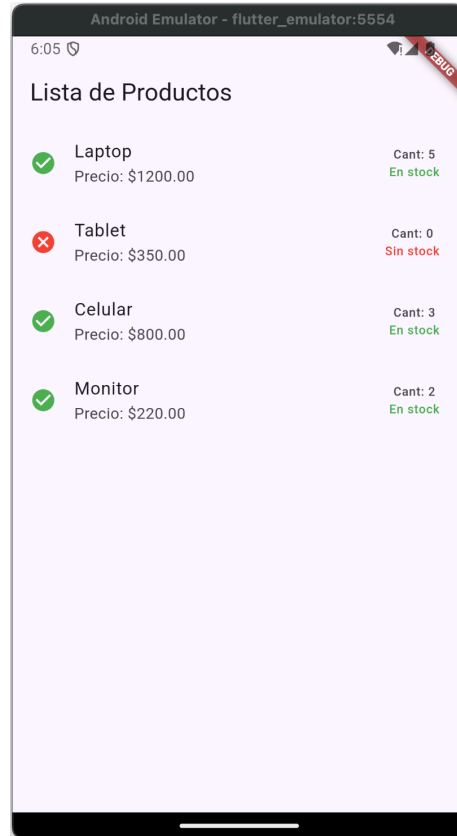 Android Emulator - flutter_emulator:5554
6:05
DEBUG
Lista de Productos
Laptop
Precio: $1200.00
Cant: 5
En stock
Tablet
Precio: $350.00
Cant: 0
Sin stock
Celular
Precio: $800.00
Cant: 3
En stock
Monitor
Precio: $220.00
Cant: 2
En stock